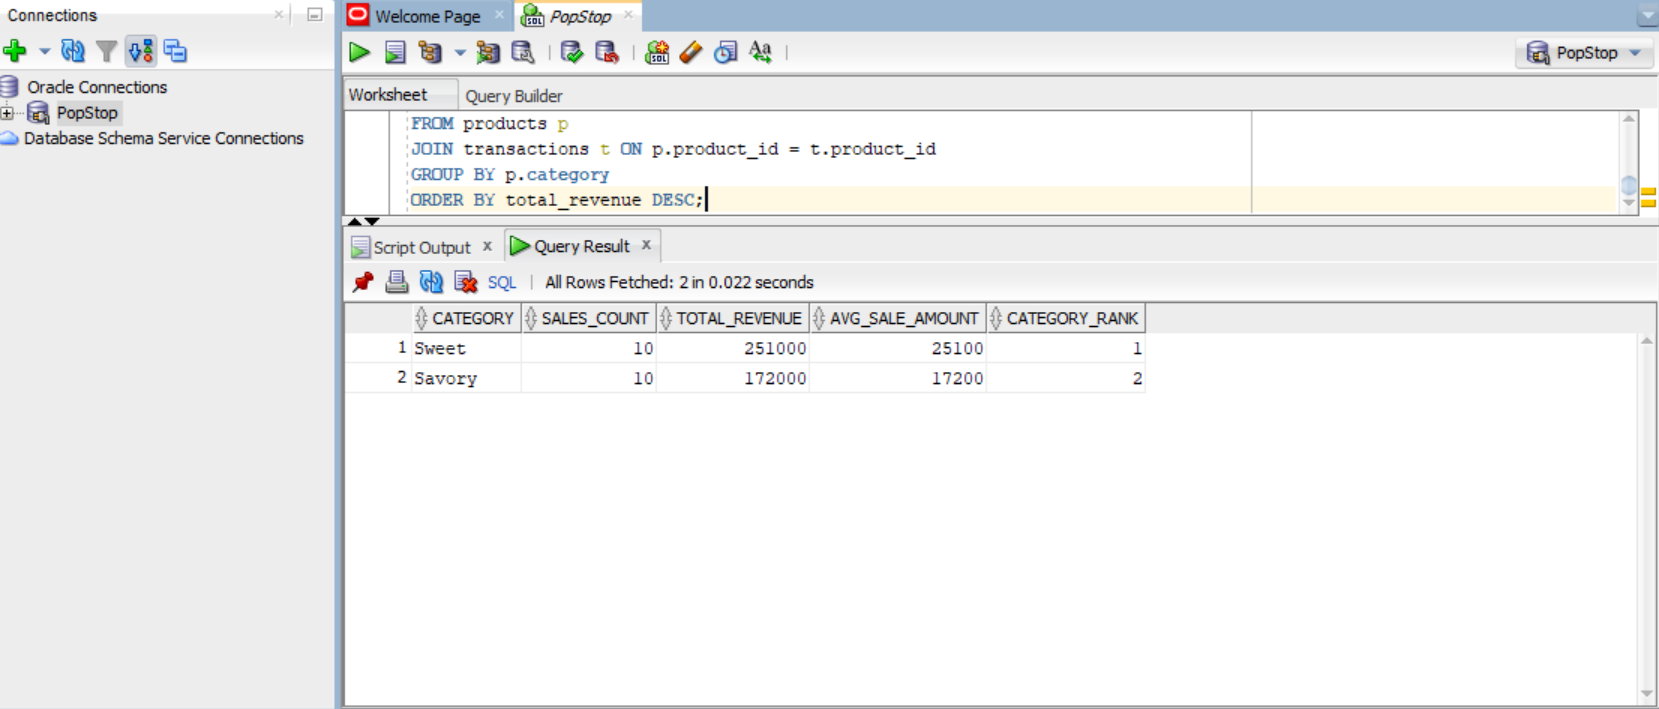 Connections
Oracle Connections
PopStop
Database Schema Service Connections
Welcome Page
PopStop
PopStop
Worksheet
Query Builder
FROM products p
JOIN transactions t ON p.product_id = t.product_id
GROUP BY p.category
ORDER BY total_revenue DESC;
Script Output
Query Result
SQL
All Rows Fetched: 2 in 0.022 seconds
CATEGORY SALES_COUNT TOTAL_REVENUE AVG_SALE_AMOUNT CATEGORY_RANK
1 Sweet 10 251000 25100 1
2 Savory 10 172000 17200 2